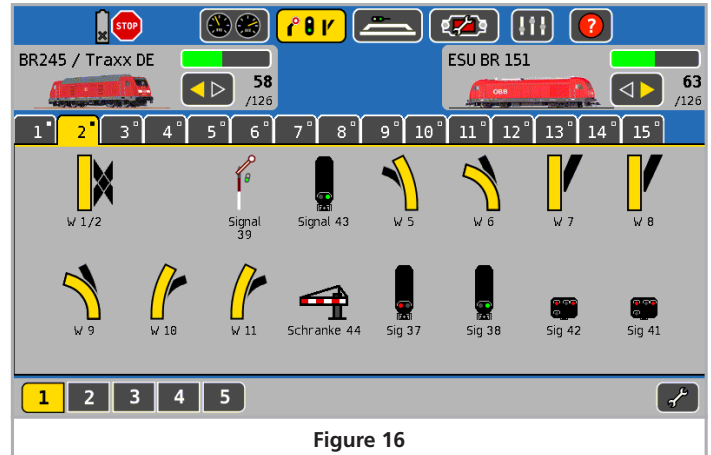 STOP
?
BR245 / Traxx DE
58
/126
ESU BR 151
ÖBB
63
/126
1 2 3 4 5 6 7 8 9 10 11 12 13 14 15
W 1/2 Signal 39 Signal 43 W 5 W 6 W 7 W 8
W 9 W 10 W 11 Schranke 44 Sig 37 Sig 38 Sig 42 Sig 41
1 2 3 4 5
Figure 16